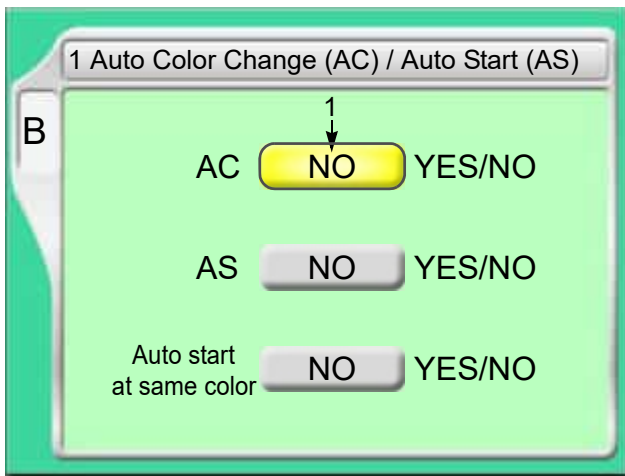 1 Auto Color Change (AC) / Auto Start (AS)
B
1
AC NO YES/NO
AS NO YES/NO
Auto start
at same color NO YES/NO